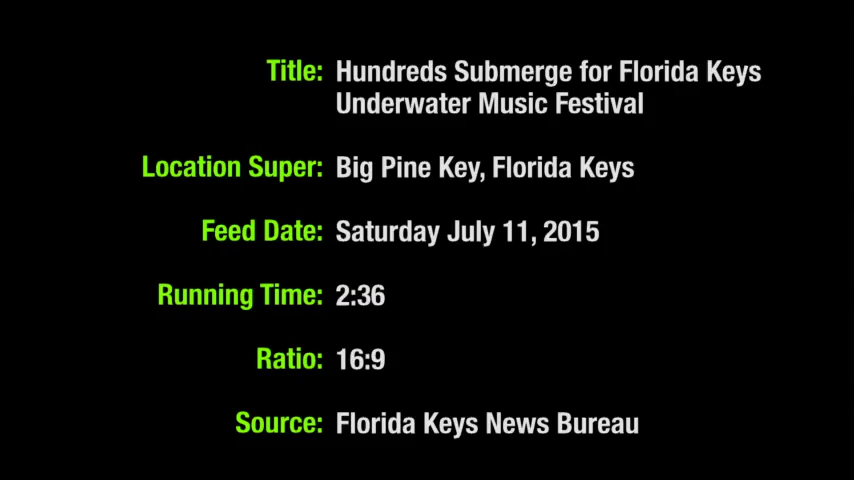 Title: Hundreds Submerge for Florida Keys
Underwater Music Festival
Location Super: Big Pine Key, Florida Keys
Feed Date: Saturday July 11, 2015
Running Time: 2:36
Ratio: 16:9
Source: Florida Keys News Bureau